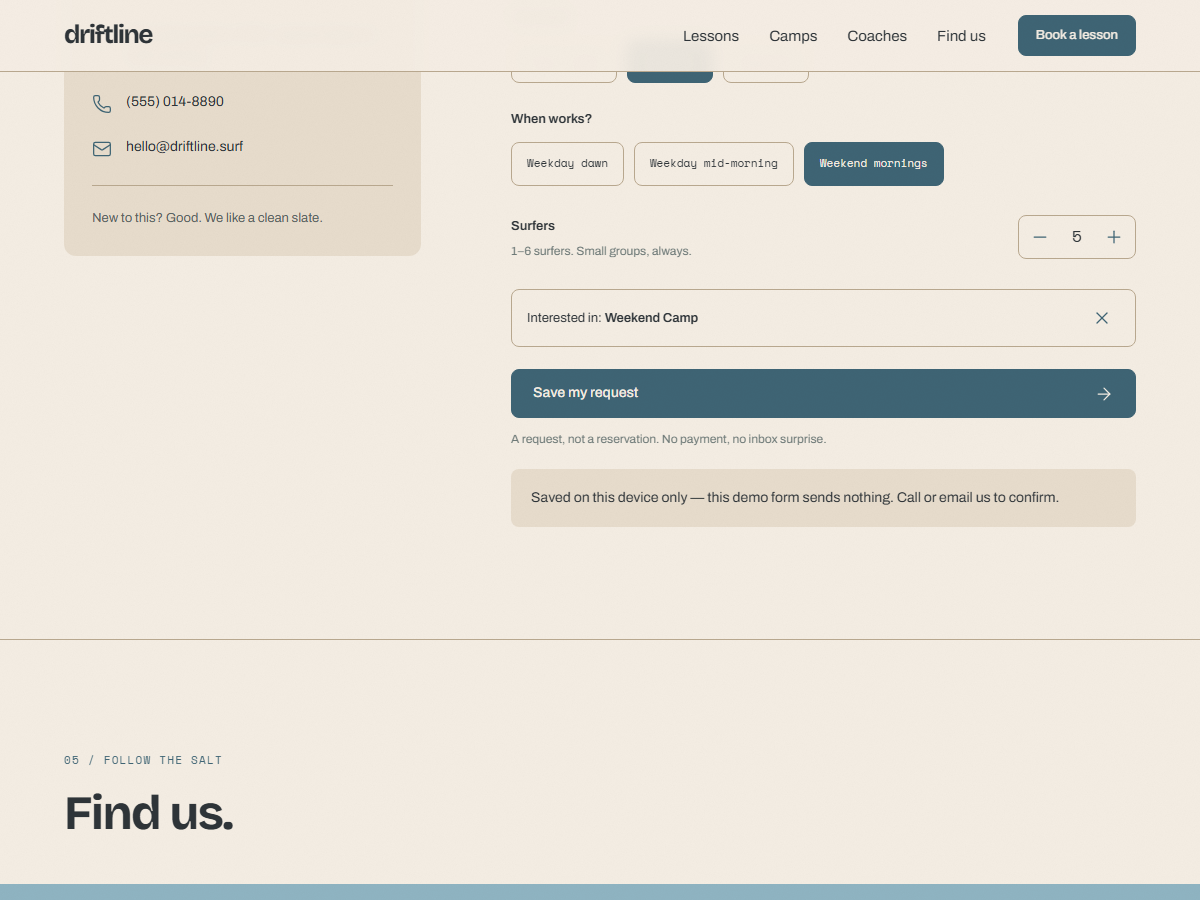 driftline
Lessons
Camps
Coaches
Find us
Book a lesson
(555) 014-8890
hello@driftline.surf
New to this? Good. We like a clean slate.
When works?
Weekday dawn
Weekday mid-morning
Weekend mornings
Surfers
1–6 surfers. Small groups, always.
5
Interested in: Weekend Camp
Save my request
A request, not a reservation. No payment, no inbox surprise.
Saved on this device only — this demo form sends nothing. Call or email us to confirm.
05 / FOLLOW THE SALT
Find us.